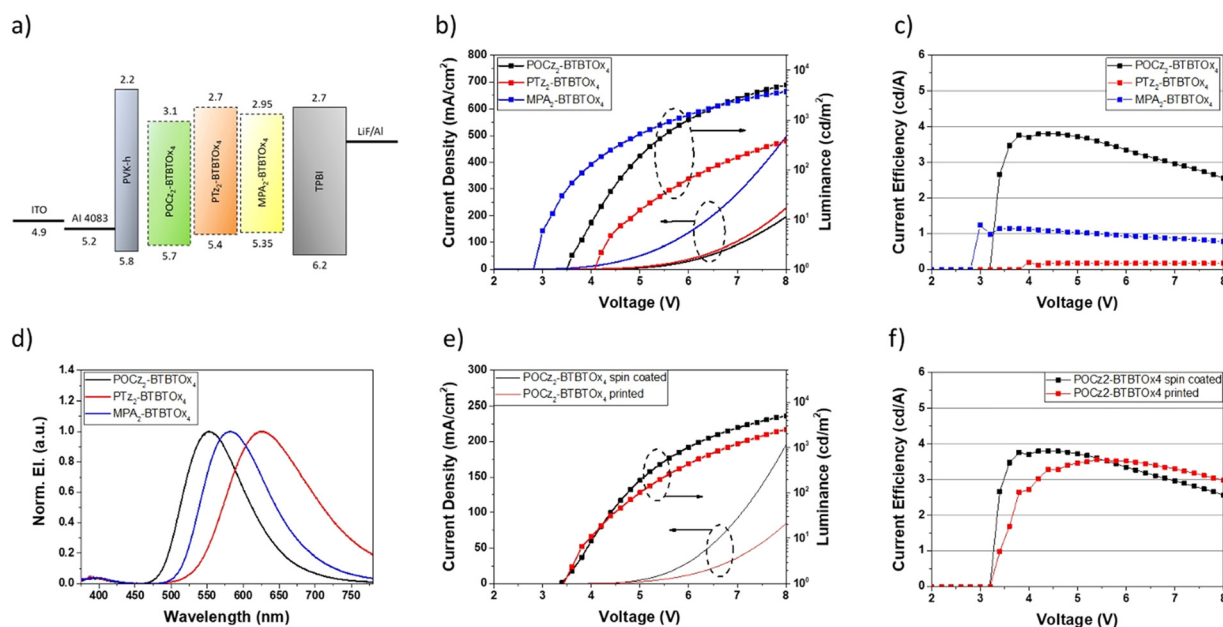 a)
2.2
3.1
2.7
2.95
2.7
LiF/Al
PVK-h
POCz2-BTBTOx4
PTz2-BTBTOx4
MPA2-BTBTOx4
TPBI
ITO
4.9
AI 4083
5.2
5.8
5.7
5.4
5.35
6.2
b)
POCz2-BTBTOx4
PTz2-BTBTOx4
MPA2-BTBTOx4
Current Density (mA/cm2)
800
700
600
500
400
300
200
100
0
Luminance (cd/m2)
10^4
10^3
10^2
10^1
10^0
2 3 4 5 6 7 8
Voltage (V)
c)
POCz2-BTBTOx4
PTz2-BTBTOx4
MPA2-BTBTOx4
Current Efficiency (cd/A)
6
5
4
3
2
1
0
2 3 4 5 6 7 8
Voltage (V)
d)
POCz2-BTBTOx4
PTz2-BTBTOx4
MPA2-BTBTOx4
Norm. El. (a.u.)
1.4
1.2
1.0
0.8
0.6
0.4
0.2
0.0
400 450 500 550 600 650 700 750
Wavelength (nm)
e)
POCz2-BTBTOx4 spin coated
POCz2-BTBTOx4 printed
Current Density (mA/cm2)
300
250
200
150
100
50
0
Luminance (cd/m2)
10^4
10^3
10^2
10^1
10^0
2 3 4 5 6 7 8
Voltage (V)
f)
POCz2-BTBTOx4 spin coated
POCz2-BTBTOx4 printed
Current Efficiency (cd/A)
6
5
4
3
2
1
0
2 3 4 5 6 7 8
Voltage (V)